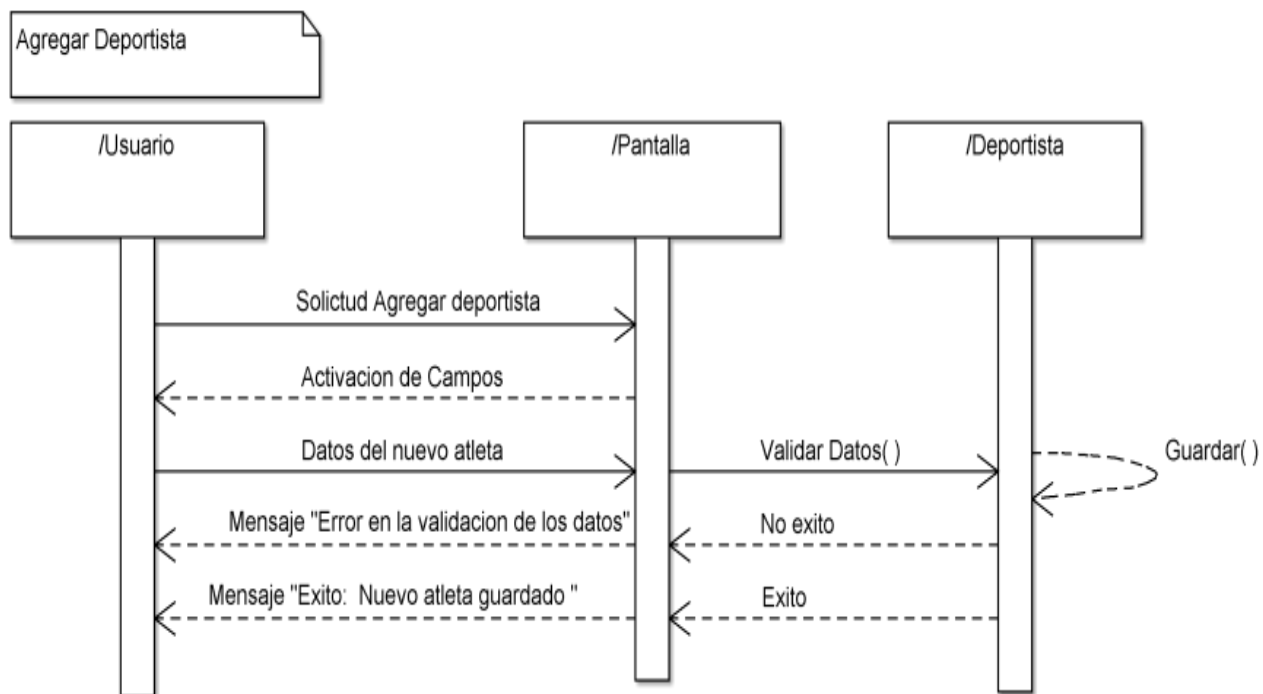 Agregar Deportista
/Usuario
/Pantalla
/Deportista
Solictud Agregar deportista
Activacion de Campos
Datos del nuevo atleta
Validar Datos( )
Guardar( )
Mensaje "Error en la validacion de los datos"
No exito
Mensaje "Exito:  Nuevo atleta guardado "
Exito